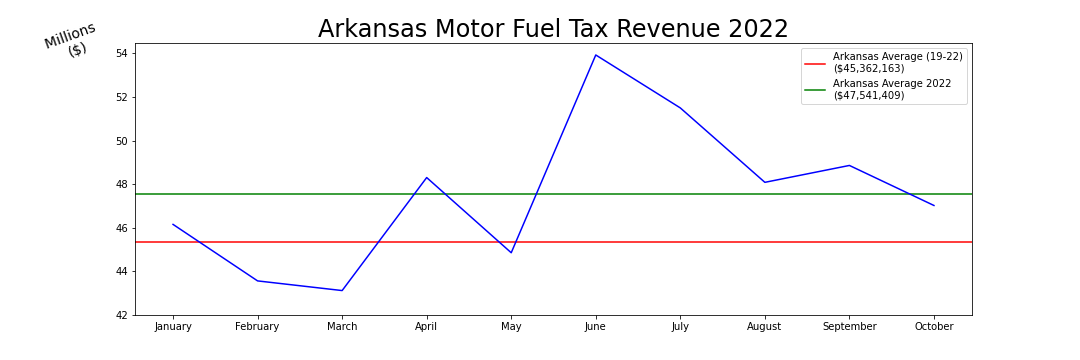 Arkansas Motor Fuel Tax Revenue 2022
Millions
($)
54
52
50
48
46
44
42
Arkansas Average (19-22)
($45,362,163)
Arkansas Average 2022
($47,541,409)
January February March April May June July August September October